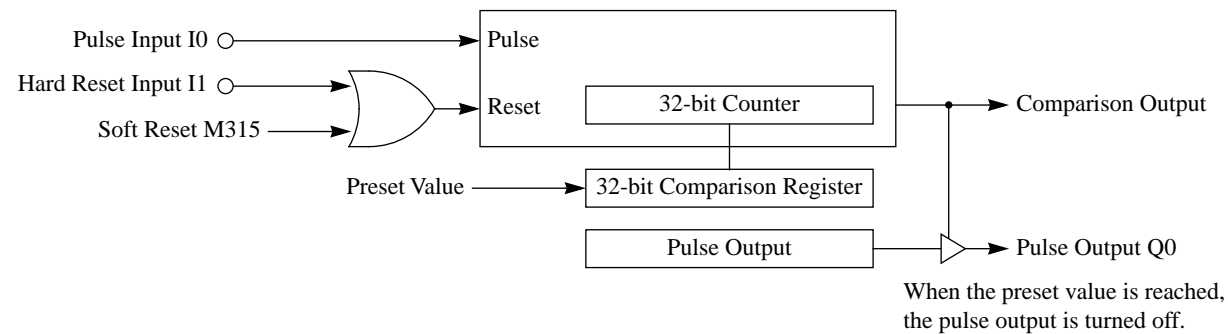 Pulse Input I0
Pulse
Hard Reset Input I1
Reset
32-bit Counter
Comparison Output
Soft Reset M315
Preset Value
32-bit Comparison Register
Pulse Output
Pulse Output Q0
When the preset value is reached,
the pulse output is turned off.